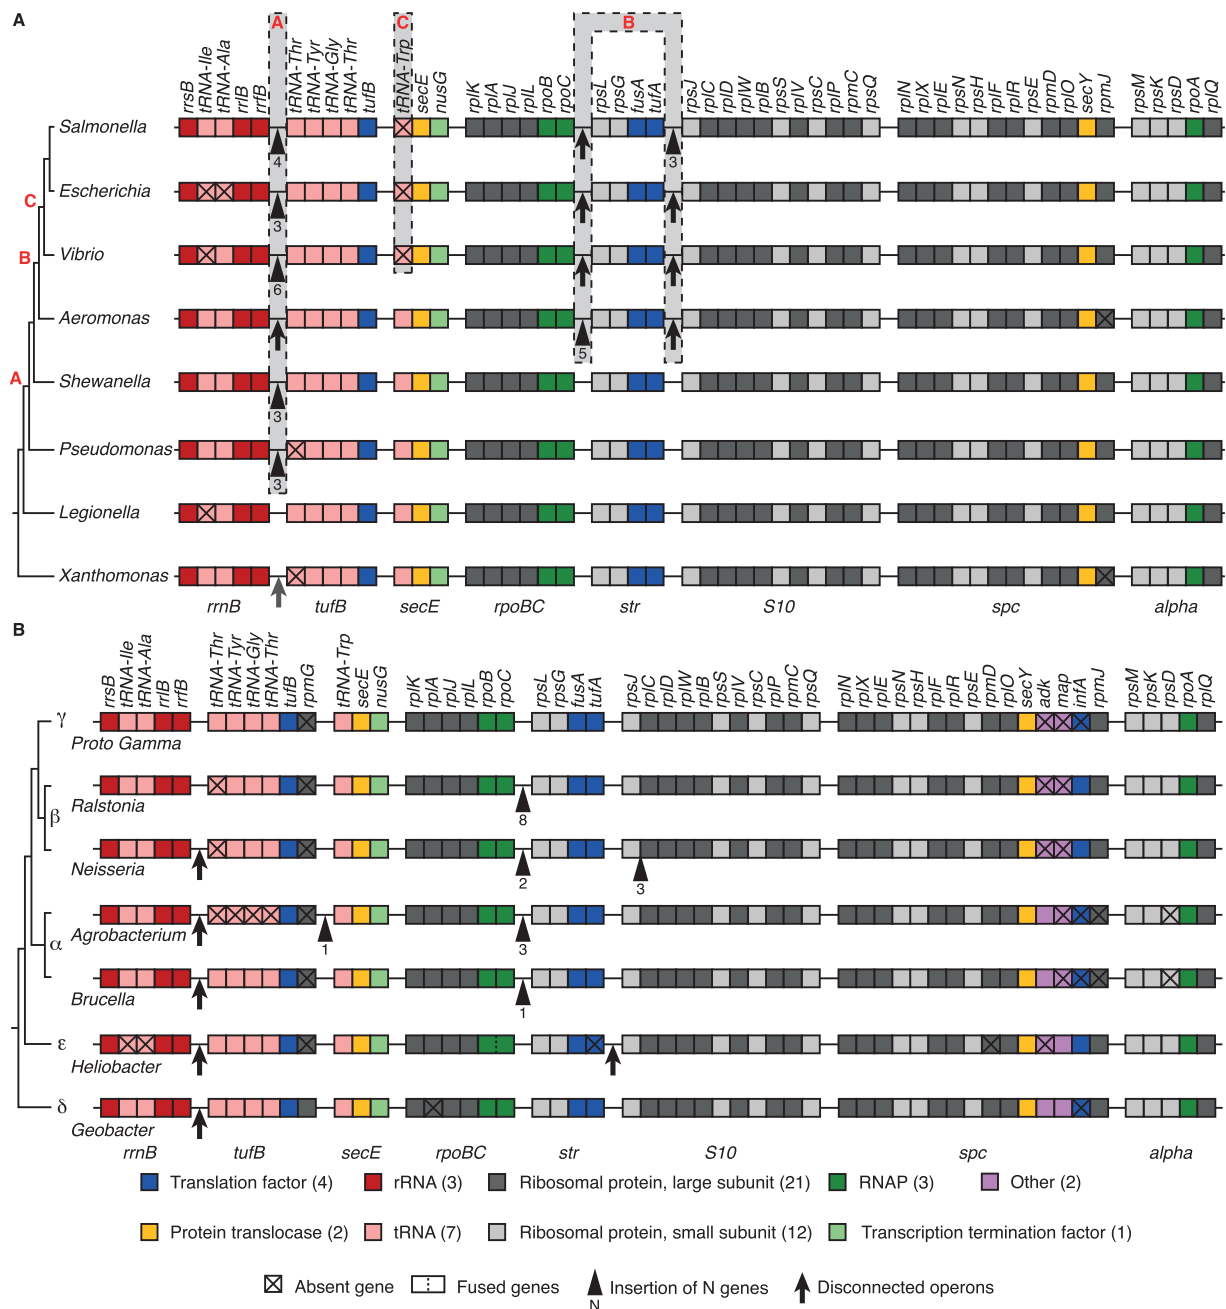 A
A C B
rrsB tRNA-Ile tRNA-Ala rrlB rrfB tRNA-Thr tRNA-Tyr tRNA-Gly tRNA-Thr tufB tRNA-Trp secE nusG rplK rplA rplJ rplL rpoB rpoC rpsL rpsG fusA tufA rpsJ rplC rplD rplW rplB rpsS rplV rpsC rplP rpmC rpsQ rplN rplX rplE rpsN rpsH rplF rplR rpsE rpmD rplO secY rpmJ rpsM rpsK rpsD rpoA rplQ
Salmonella
4 3
Escherichia
C
3
B
Vibrio
6
Aeromonas
5
A
Shewanella
3
Pseudomonas
3
Legionella
Xanthomonas
rrnB tufB secE rpoBC str S10 spc alpha
B
rrsB tRNA-Ile tRNA-Ala rrlB rrfB tRNA-Thr tRNA-Tyr tRNA-Gly tRNA-Thr tufB rpmG tRNA-Trp secE nusG rplK rplA rplJ rplL rpoB rpoC rpsL rpsG fusA tufA rpsJ rplC rplD rplW rplB rpsS rplV rpsC rplP rpmC rpsQ rplN rplX rplE rpsN rpsH rplF rplR rpsE rpmD rplO secY adk map infA rpmJ rpsM rpsK rpsD rpoA rplQ
γ
Proto Gamma
β
Ralstonia
8
Neisseria
2 3
α
Agrobacterium
1 3
Brucella
1
ε
Heliobacter
δ
Geobacter
rrnB tufB secE rpoBC str S10 spc alpha
Translation factor (4) rRNA (3) Ribosomal protein, large subunit (21) RNAP (3) Other (2)
Protein translocase (2) tRNA (7) Ribosomal protein, small subunit (12) Transcription termination factor (1)
Absent gene Fused genes Insertion of N genes Disconnected operons
N